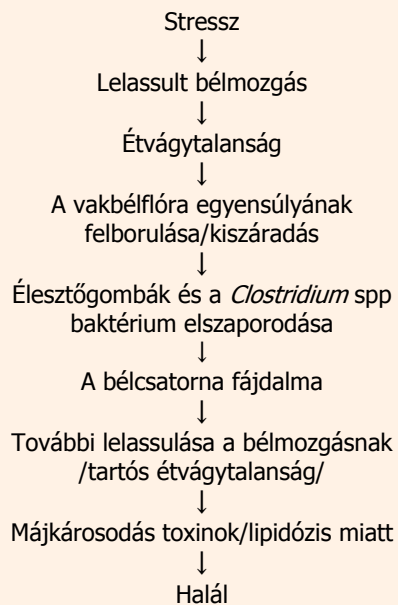 Stressz
↓
Lelassult bélmozgás
↓
Étvágytalanság
↓
A vakbélflóra egyensúlyának
felborulása/kiszáradás
↓
Élesztőgombák és a Clostridium spp
baktérium elszaporodása
↓
A bélcsatorna fájdalma
↓
További lelassulása a bélmozgásnak
/tartós étvágytalanság/
↓
Májkárosodás toxinok/lipidózis miatt
↓
Halál